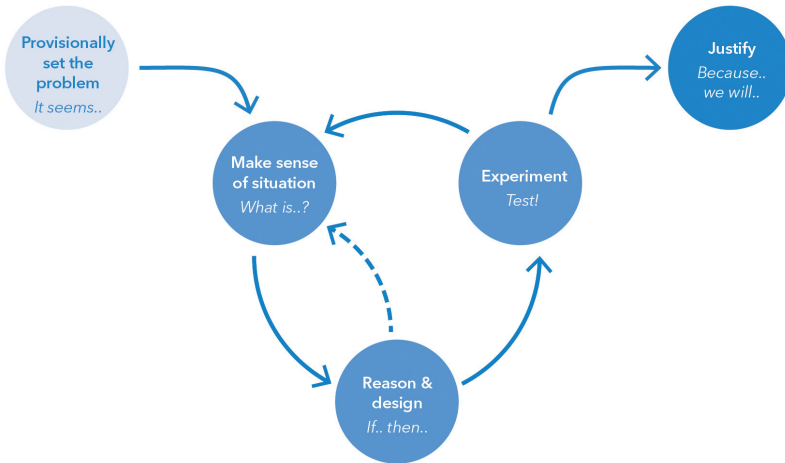 Provisionally
set the
problem
It seems..
Justify
Because..
we will..
Make sense
of situation
What is..?
Experiment
Test!
Reason &
design
If.. then..